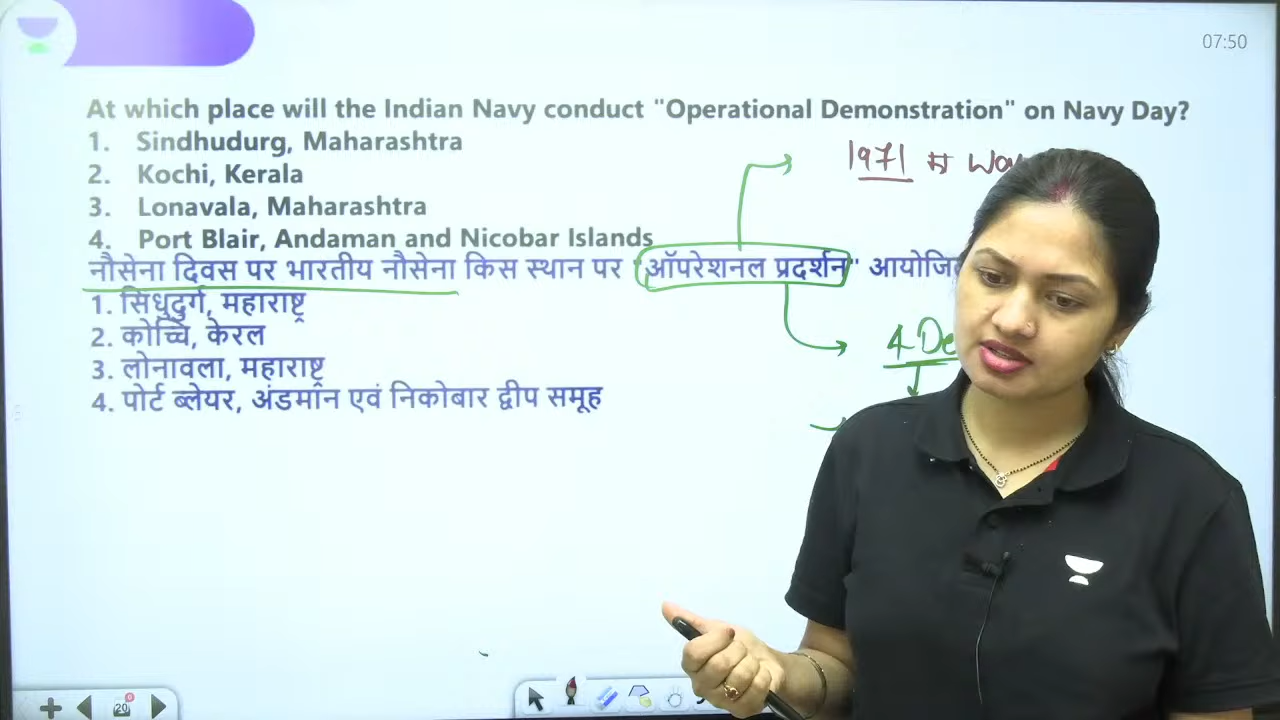 07:50
At which place will the Indian Navy conduct "Operational Demonstration" on Navy Day?
1. Sindhudurg, Maharashtra
1971 #
2. Kochi, Kerala
3. Lonavala, Maharashtra
4. Port Blair, Andaman and Nicobar Islands
नौसेना दिवस पर भारतीय नौसेना किस स्थान पर "ऑपरेशनल प्रदर्शन"
1. सिंधुदुर्ग, महाराष्ट्र
2. कोच्चि, केरल
4
3. लोनावला, महाराष्ट्र
4. पोर्ट ब्लेयर, अंडमान एवं निकोबार द्वीप समूह
20